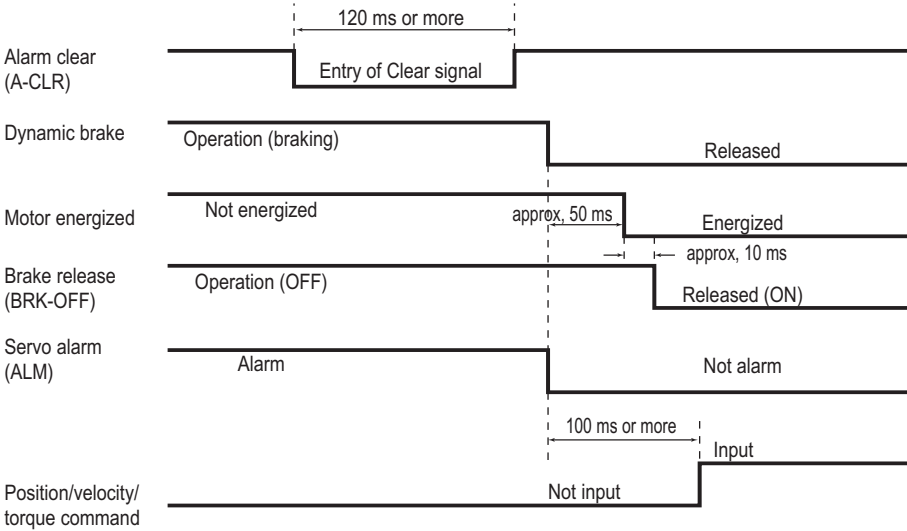 120 ms or more
Alarm clear
(A-CLR)
Entry of Clear signal
Dynamic brake
Operation (braking)
Released
Motor energized
Not energized
approx, 50 ms
Energized
approx, 10 ms
Brake release
(BRK-OFF)
Operation (OFF)
Released (ON)
Servo alarm
(ALM)
Alarm
Not alarm
100 ms or more
Input
Position/velocity/
torque command
Not input